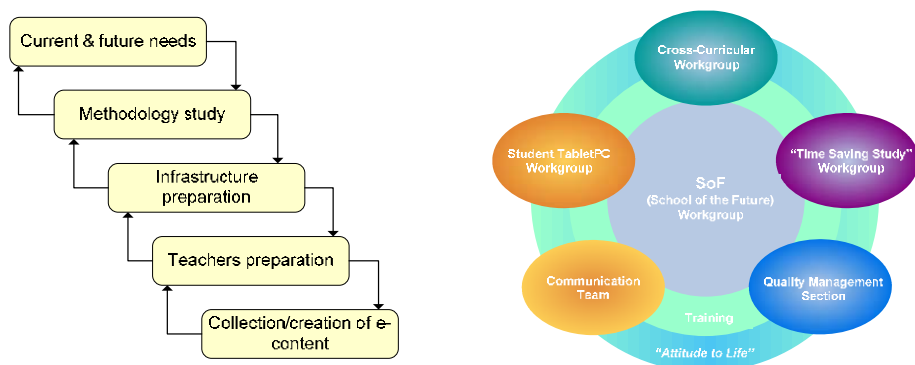 Current & future needs
Methodology study
Infrastructure
preparation
Teachers preparation
Collection/creation of e-
content
Cross-Curricular
Workgroup
Student TabletPC
Workgroup
“Time Saving Study”
Workgroup
SoF
(School of the Future)
Workgroup
Communication
Team
Quality Management
Section
Training
"Attitude to Life"